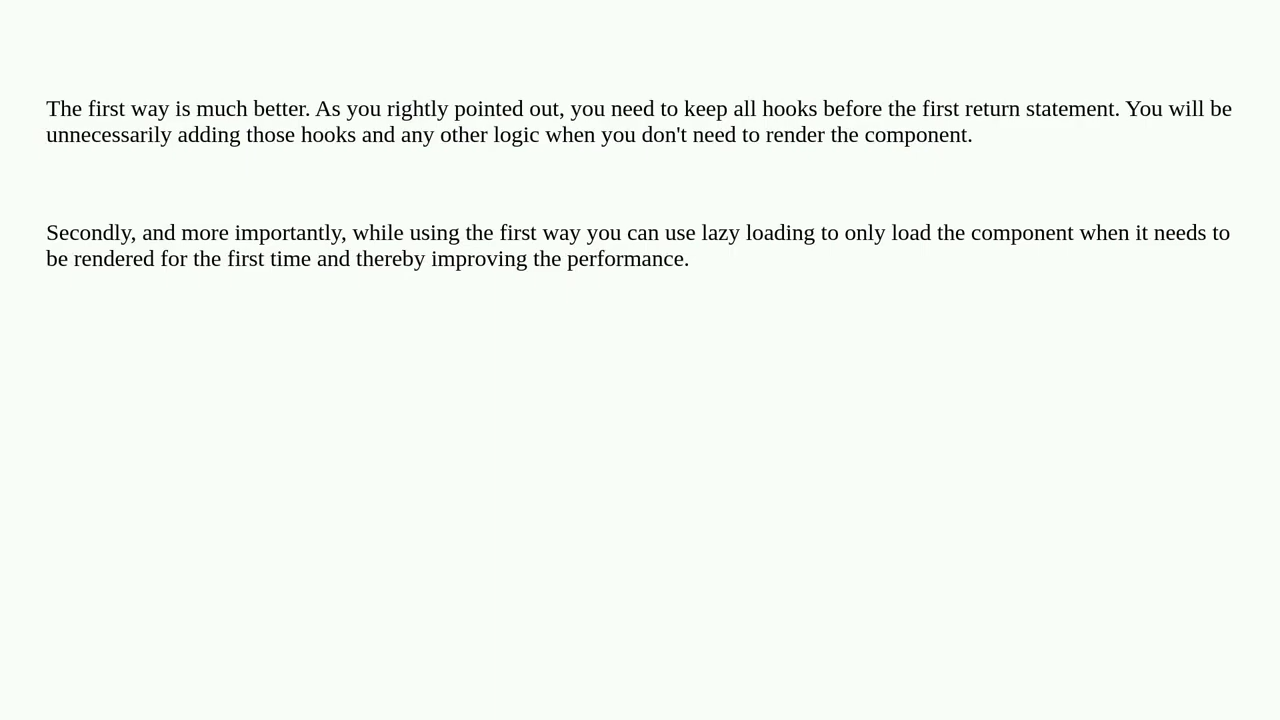 The first way is much better. As you rightly pointed out, you need to keep all hooks before the first return statement. You will be
unnecessarily adding those hooks and any other logic when you don't need to render the component.
Secondly, and more importantly, while using the first way you can use lazy loading to only load the component when it needs to
be rendered for the first time and thereby improving the performance.